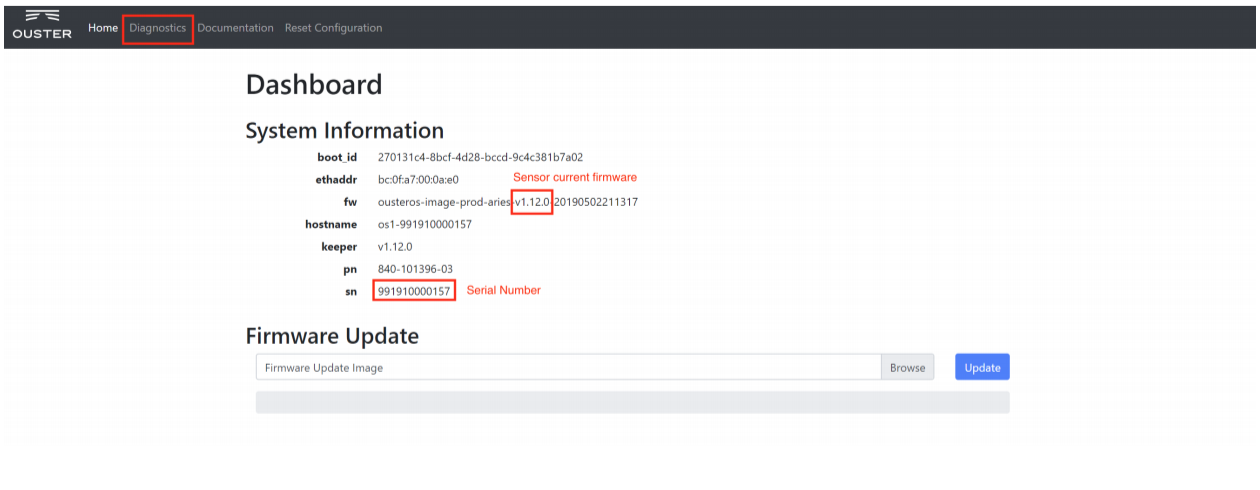 OUSTER Home Diagnostics Documentation Reset Configuration
Dashboard
System Information
boot_id 270131c4-8bcf-4d28-bccd-9c4c381b7a02
ethaddr bc:0f:a7:00:0a:e0 Sensor current firmware
fw ousteros-image-prod-aries-v1.12.0-20190502211317
hostname os1-991910000157
keeper v1.12.0
pn 840-101396-03
sn 991910000157 Serial Number
Firmware Update
Firmware Update Image Browse Update